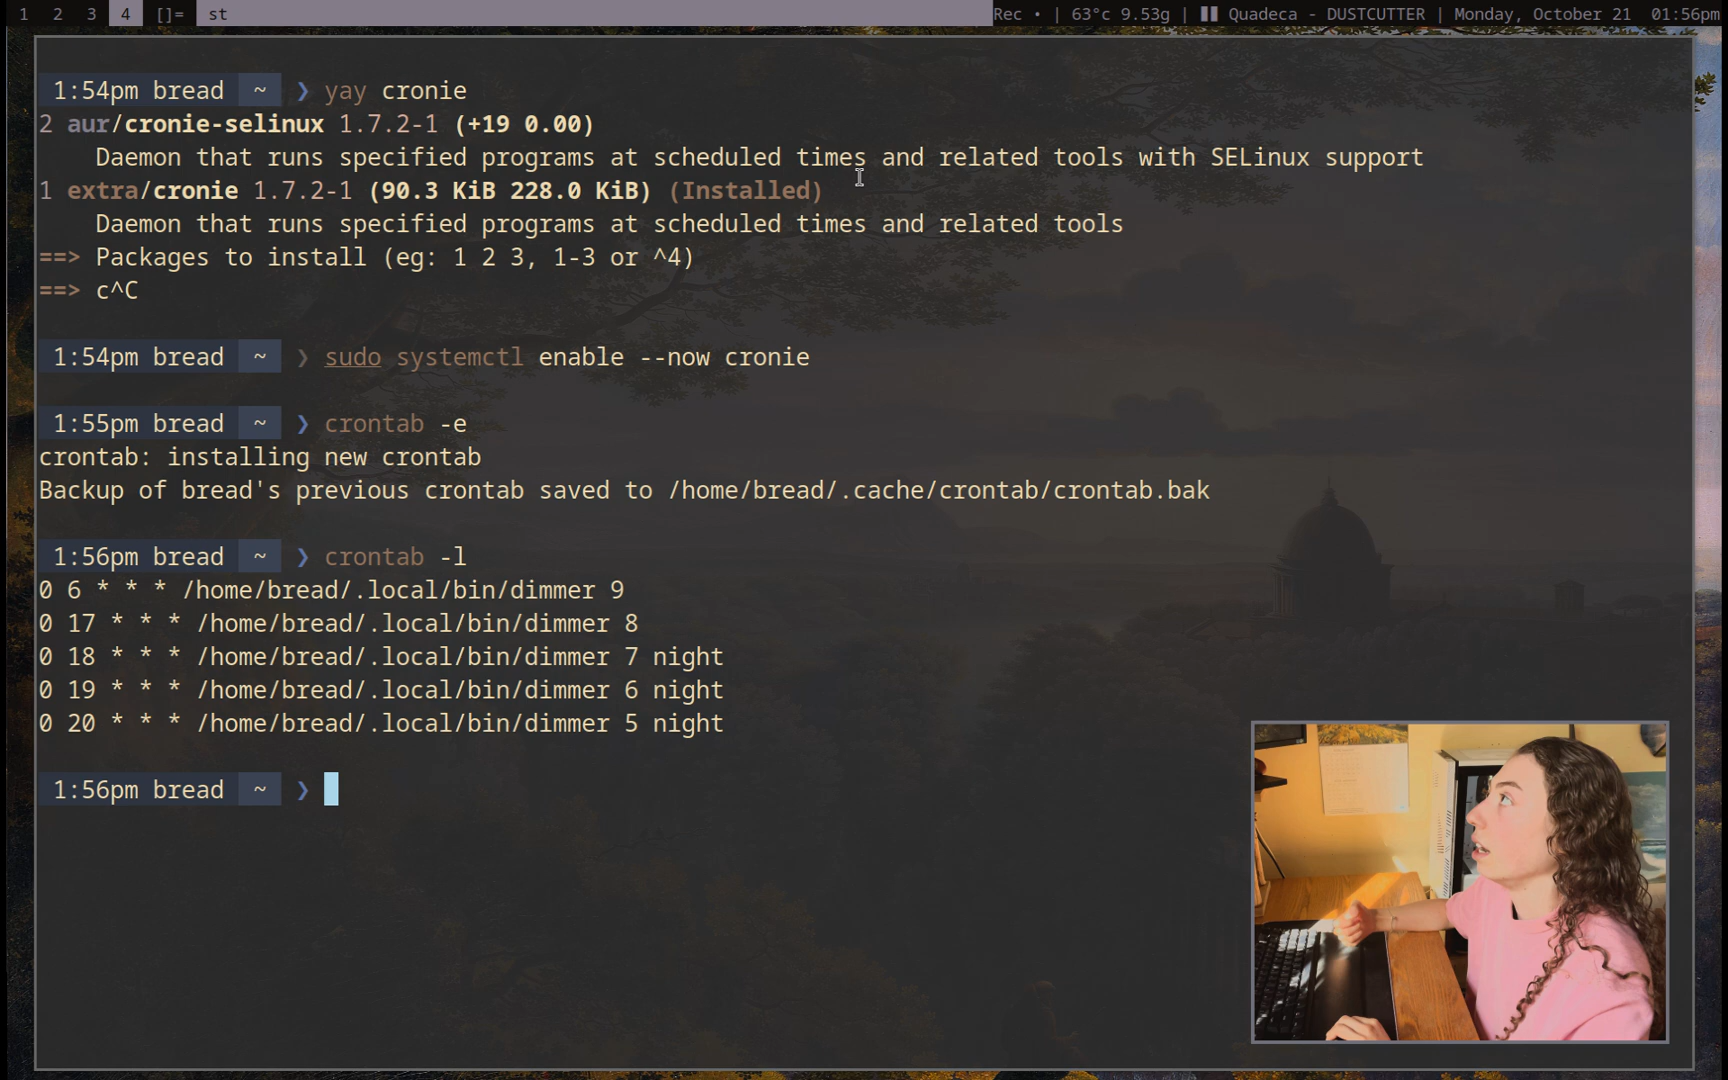 1 2 3 4 []= st Rec • | 63°c 9.53g | Quadeca - DUSTCUTTER | Monday, October 21 01:56pm
1:54pm bread ~ ❯ yay cronie
2 aur/cronie-selinux 1.7.2-1 (+19 0.00)
Daemon that runs specified programs at scheduled times and related tools with SELinux support
1 extra/cronie 1.7.2-1 (90.3 KiB 228.0 KiB) (Installed)
Daemon that runs specified programs at scheduled times and related tools
==> Packages to install (eg: 1 2 3, 1-3 or ^4)
==> c^C
1:54pm bread ~ ❯ sudo systemctl enable --now cronie
1:55pm bread ~ ❯ crontab -e
crontab: installing new crontab
Backup of bread's previous crontab saved to /home/bread/.cache/crontab/crontab.bak
1:56pm bread ~ ❯ crontab -l
0 6 * * * /home/bread/.local/bin/dimmer 9
0 17 * * * /home/bread/.local/bin/dimmer 8
0 18 * * * /home/bread/.local/bin/dimmer 7 night
0 19 * * * /home/bread/.local/bin/dimmer 6 night
0 20 * * * /home/bread/.local/bin/dimmer 5 night
1:56pm bread ~ ❯